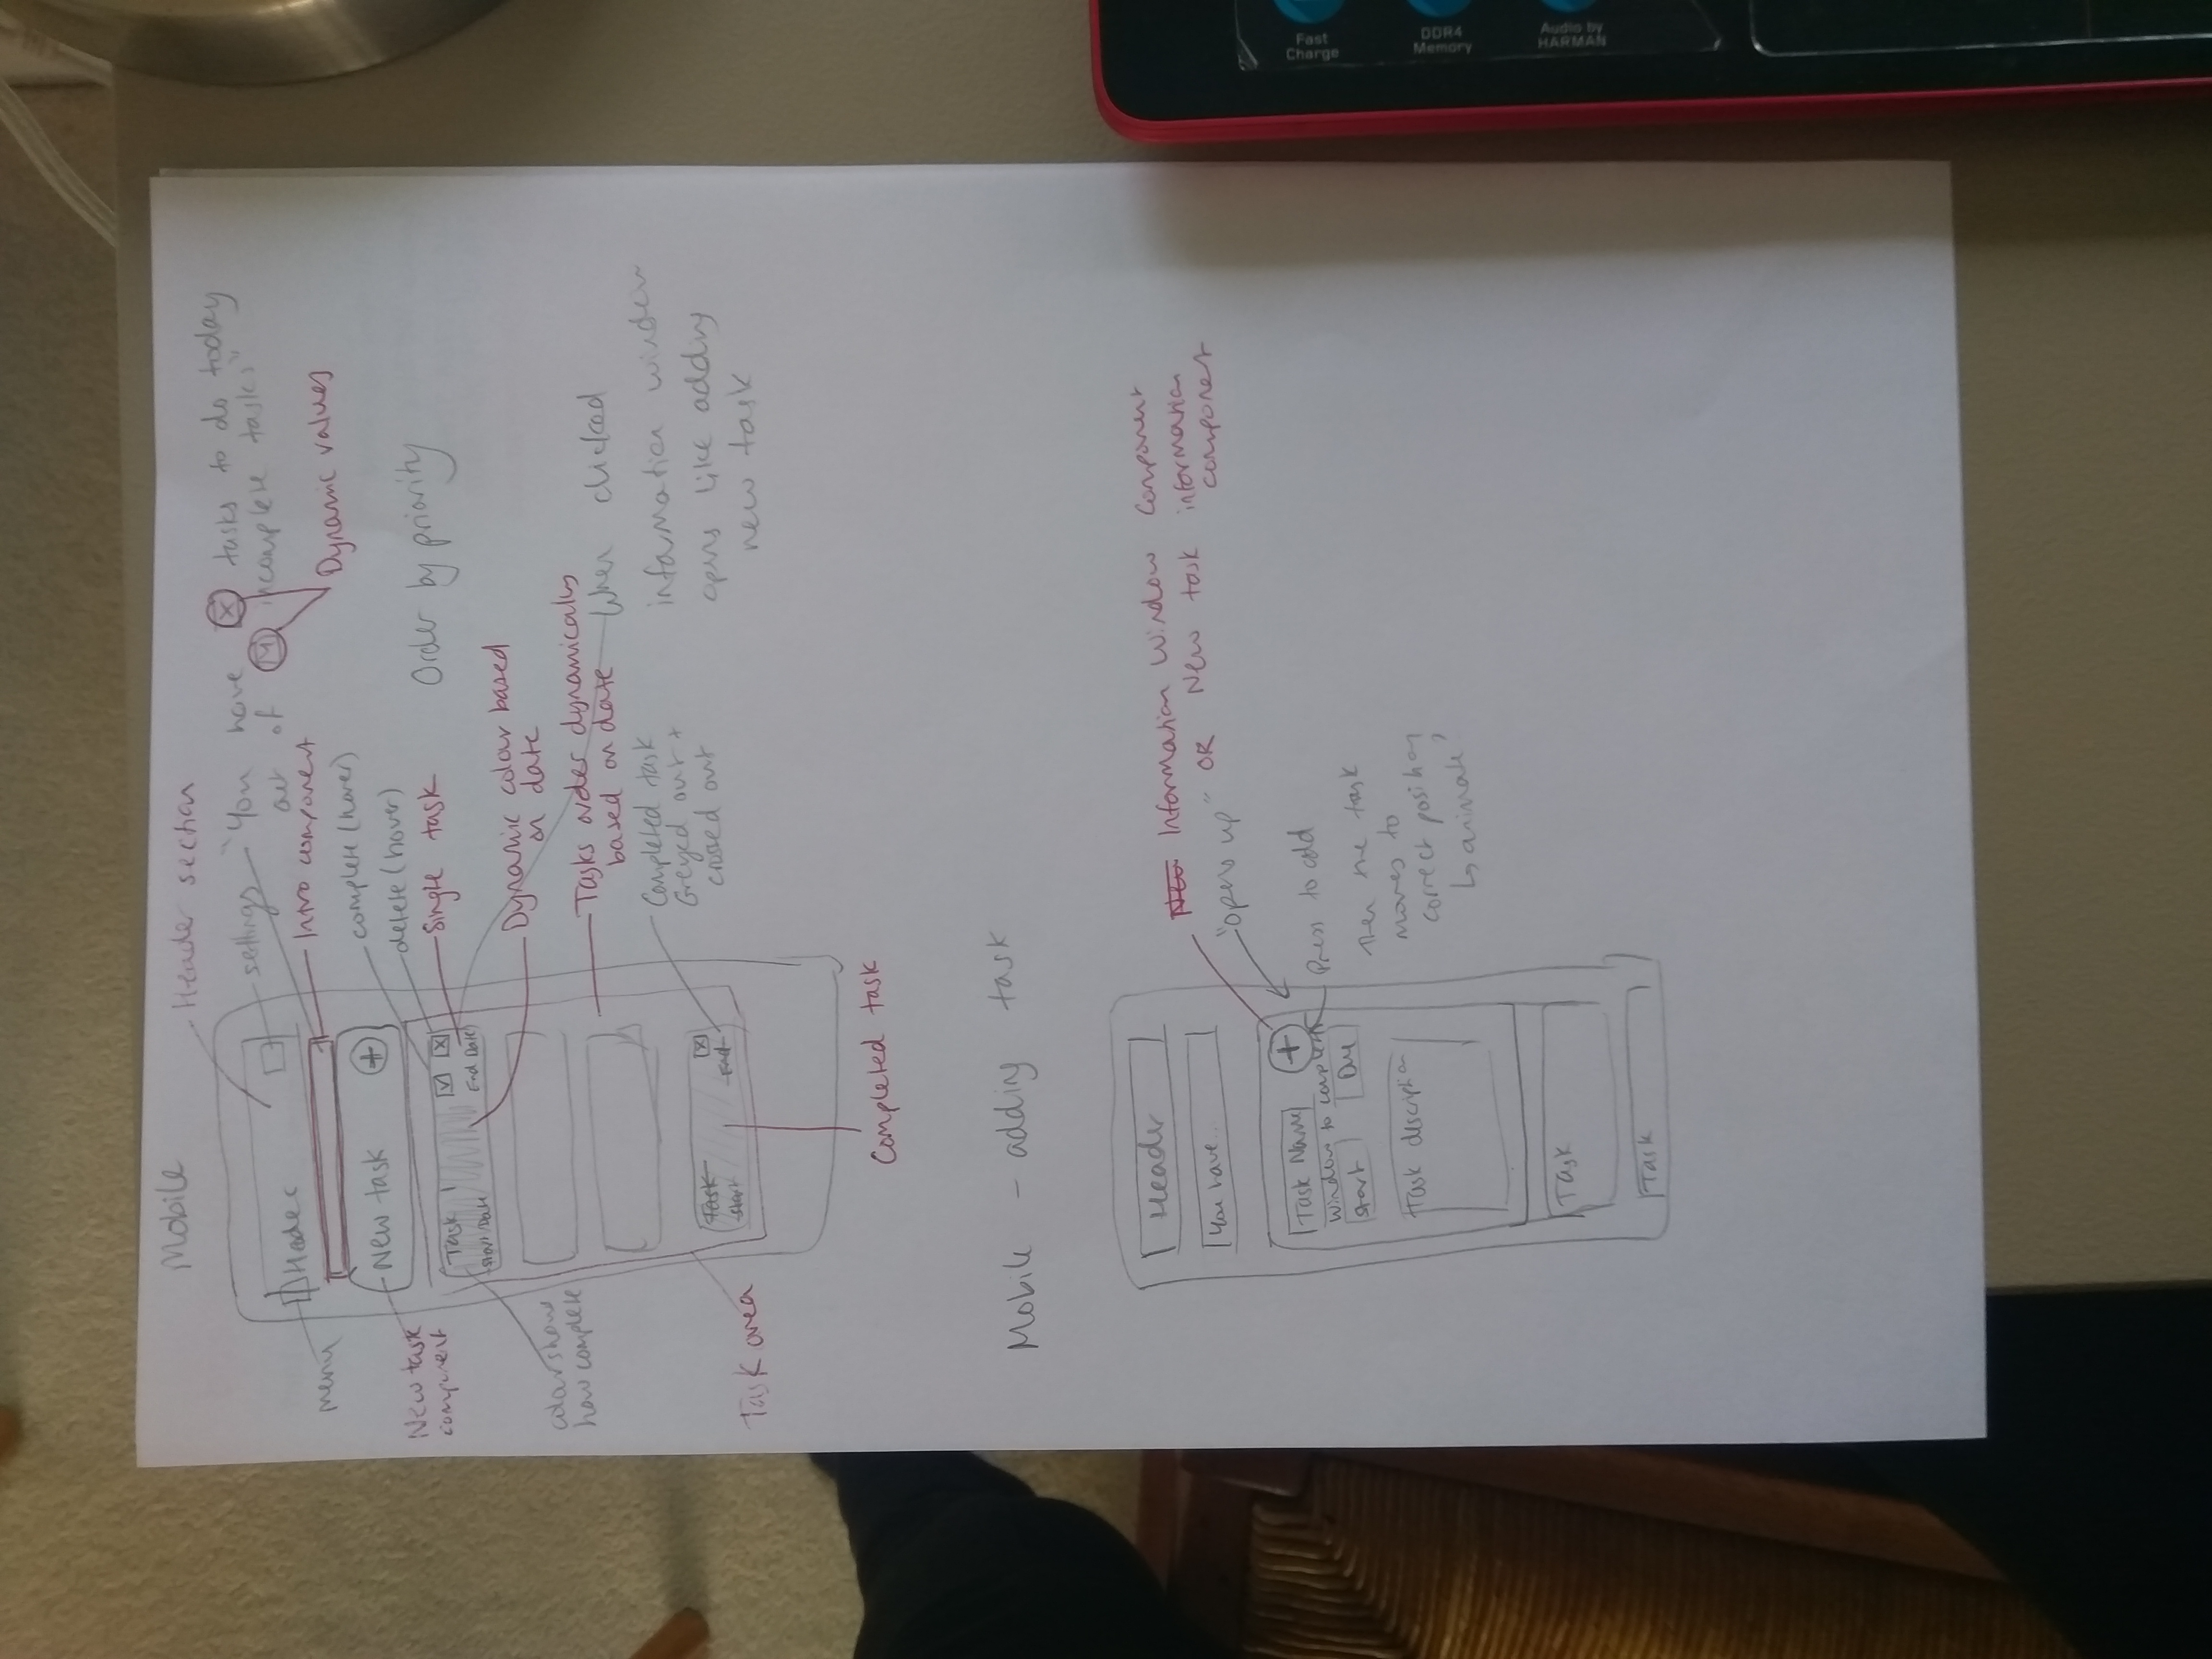 Mobile
Header section
settings
"You have [X] tasks to do today
out of [M] incomplete tasks"
Dynamic values
Intro component
menu
Header
complete (hover)
delete (hover)
Order by priority
Single task
New task
+
New task
component
Task
V
X
Start Date
End Date
Dynamic colour based
on date
Tasks order dynamically
based on date
When clicked
information window
opens like adding
new task
colour shows
how complete
Completed task
Greyed out +
crossed out
Task
X
Start
End
Task area
Completed task
Mobile - adding task
Information Window Component
"opens up" OR New task information
component
Header
You have...
Task Name
+
Window to complete
Start
Due
Task description
Press to add
Then the task
moves to
correct position,
↳ animate
Task
Task
Fast
Charge
DDR4
Memory
Audio by
HARMAN